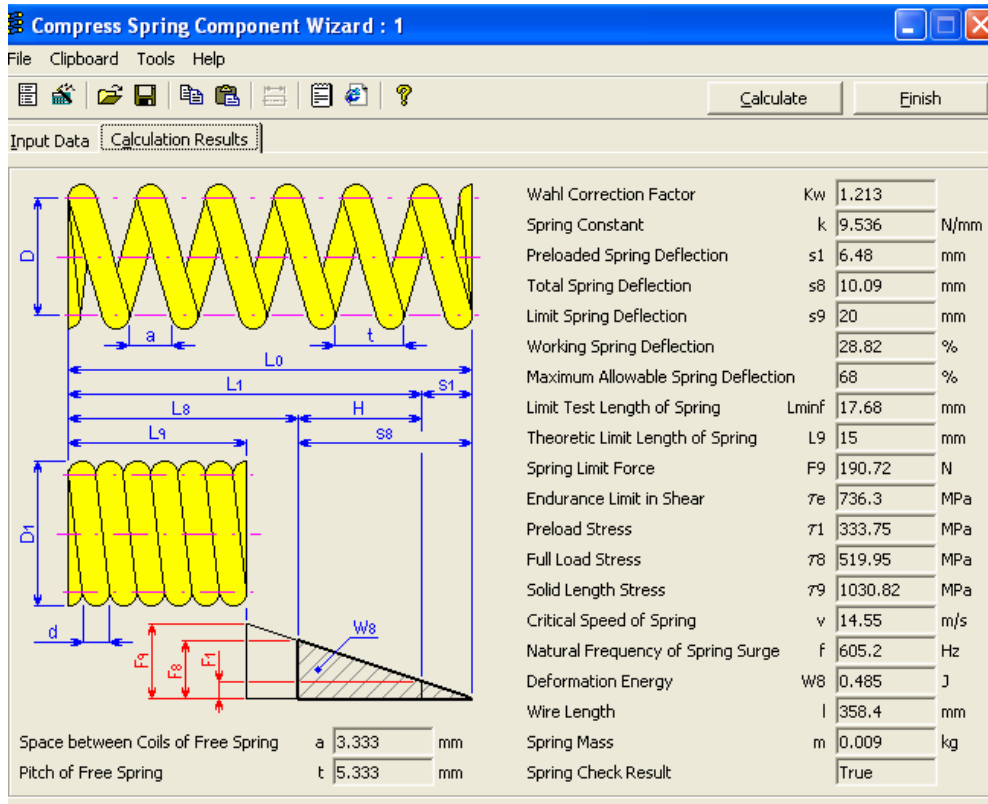 Compress Spring Component Wizard : 1
File Clipboard Tools Help
Calculate Finish
Input Data Calculation Results
D
a
t
L0
L1
S1
L8
H
L9
S8
D1
d
F9
F8
F1
W8
Space between Coils of Free Spring a 3.333 mm
Pitch of Free Spring t 5.333 mm
Wahl Correction Factor Kw 1.213
Spring Constant k 9.536 N/mm
Preloaded Spring Deflection s1 6.48 mm
Total Spring Deflection s8 10.09 mm
Limit Spring Deflection s9 20 mm
Working Spring Deflection 28.82 %
Maximum Allowable Spring Deflection 68 %
Limit Test Length of Spring Lminf 17.68 mm
Theoretic Limit Length of Spring L9 15 mm
Spring Limit Force F9 190.72 N
Endurance Limit in Shear τe 736.3 MPa
Preload Stress τ1 333.75 MPa
Full Load Stress τ8 519.95 MPa
Solid Length Stress τ9 1030.82 MPa
Critical Speed of Spring v 14.55 m/s
Natural Frequency of Spring Surge f 605.2 Hz
Deformation Energy W8 0.485 J
Wire Length l 358.4 mm
Spring Mass m 0.009 kg
Spring Check Result True